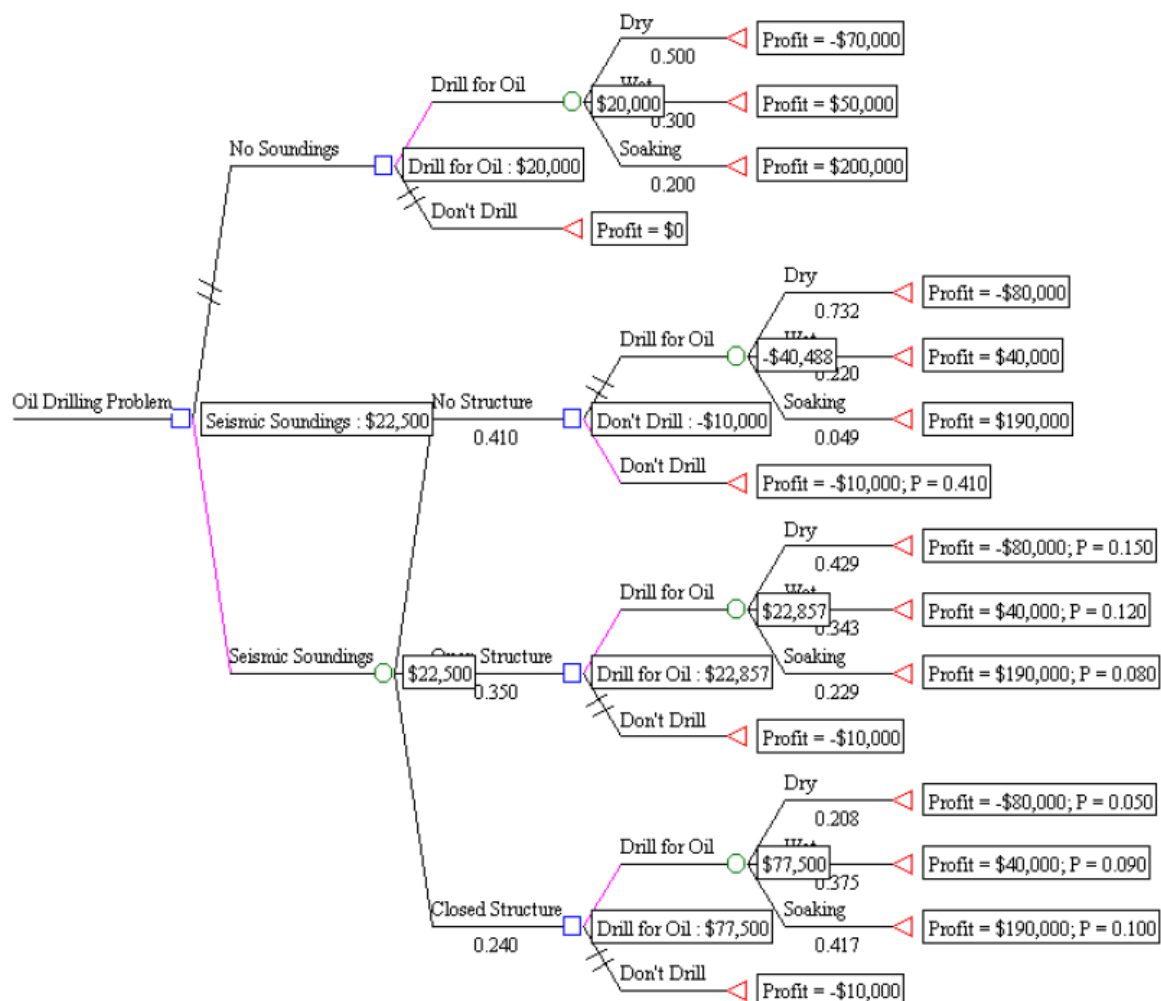 Dry
0.500
Profit = -$70,000
Drill for Oil
$20,000
0.300
Profit = $50,000
No Soundings
Drill for Oil : $20,000
Soaking
0.200
Profit = $200,000
Don't Drill
Profit = $0
Dry
0.732
Profit = -$80,000
Drill for Oil
-$40,488
0.220
Profit = $40,000
Oil Drilling Problem
Seismic Soundings : $22,500
No Structure
0.410
Don't Drill : -$10,000
Soaking
0.049
Profit = $190,000
Don't Drill
Profit = -$10,000; P = 0.410
Dry
0.429
Profit = -$80,000; P = 0.150
Drill for Oil
$22,857
0.343
Profit = $40,000; P = 0.120
Seismic Soundings
$22,500
Structure
0.350
Drill for Oil : $22,857
Soaking
0.229
Profit = $190,000; P = 0.080
Don't Drill
Profit = -$10,000
Dry
0.208
Profit = -$80,000; P = 0.050
Drill for Oil
$77,500
0.375
Profit = $40,000; P = 0.090
Closed Structure
0.240
Drill for Oil : $77,500
Soaking
0.417
Profit = $190,000; P = 0.100
Don't Drill
Profit = -$10,000